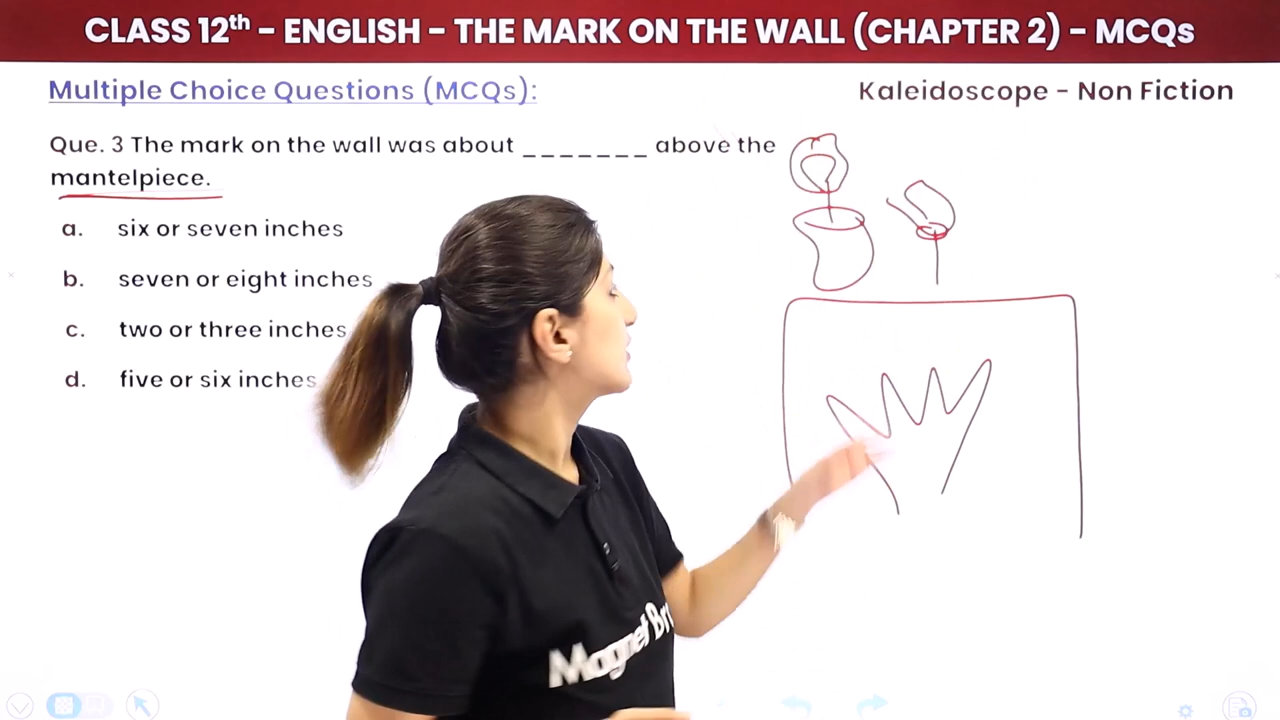 CLASS 12th – ENGLISH – THE MARK ON THE WALL (CHAPTER 2) – MCQs
Multiple Choice Questions (MCQs):
Kaleidoscope - Non Fiction
Que. 3 The mark on the wall was about _______ above the
mantelpiece.
a. six or seven inches
b. seven or eight inches
c. two or three inches
d. five or six inches
Magnet